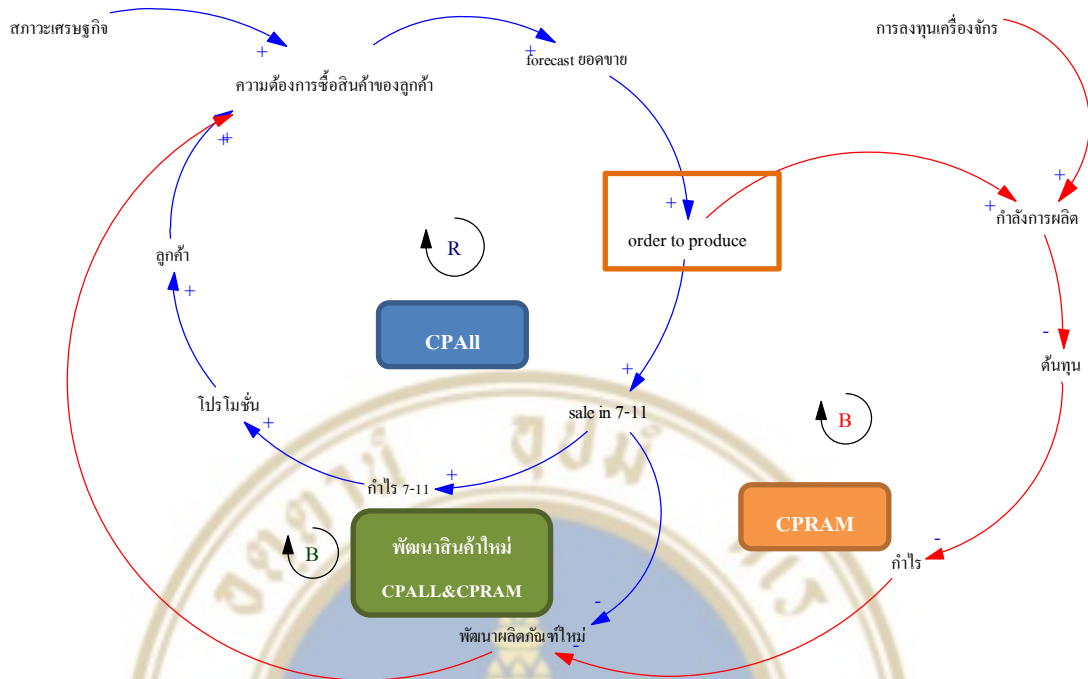 สภาวะเศรษฐกิจ
การลงทุนเครื่องจักร
+
+
forecast ยอดขาย
ความต้องการซื้อสินค้าของลูกค้า
++
+
+
+
กำลังการผลิต
order to produce
R
ลูกค้า
+
CPAll
-
ต้นทุน
+
โปรโมชั่น
sale in 7-11
B
+
+
กำไร 7-11
CPRAM
-
กำไร
B
พัฒนาสินค้าใหม่
CPALL&CPRAM
-
พัฒนาผลิตภัณฑ์ใหม่
-